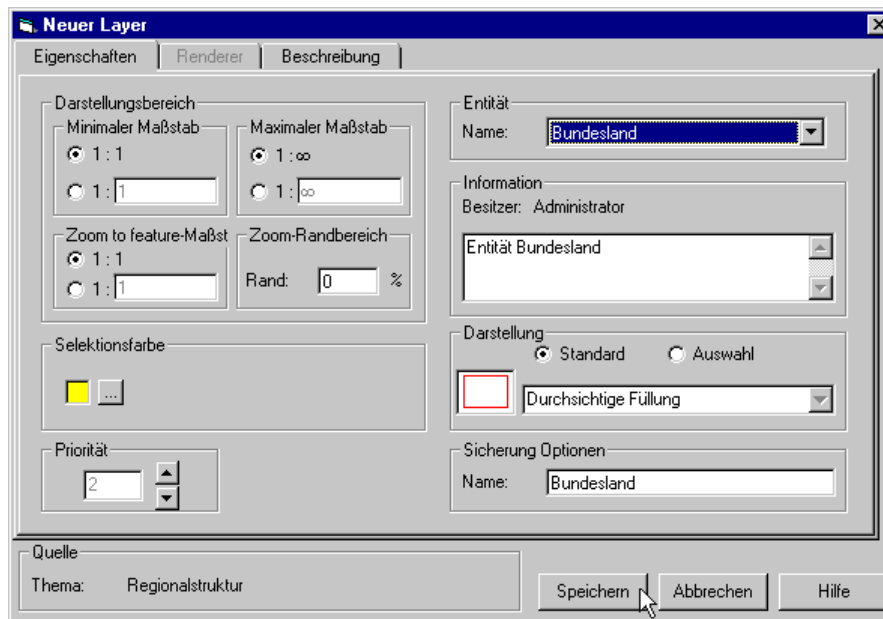 Neuer Layer
Eigenschaften Renderer Beschreibung
Darstellungsbereich
Minimaler Maßstab
1 : 1
1 : 1
Maximaler Maßstab
1 : ∞
1 : ∞
Zoom to feature-Maßst
1 : 1
1 : 1
Zoom-Randbereich
Rand: 0 %
Selektionsfarbe
...
Priorität
2
Entität
Name: Bundesland
Information
Besitzer: Administrator
Entität Bundesland
Darstellung
Standard Auswahl
Durchsichtige Füllung
Sicherung Optionen
Name: Bundesland
Quelle
Thema: Regionalstruktur
Speichern Abbrechen Hilfe